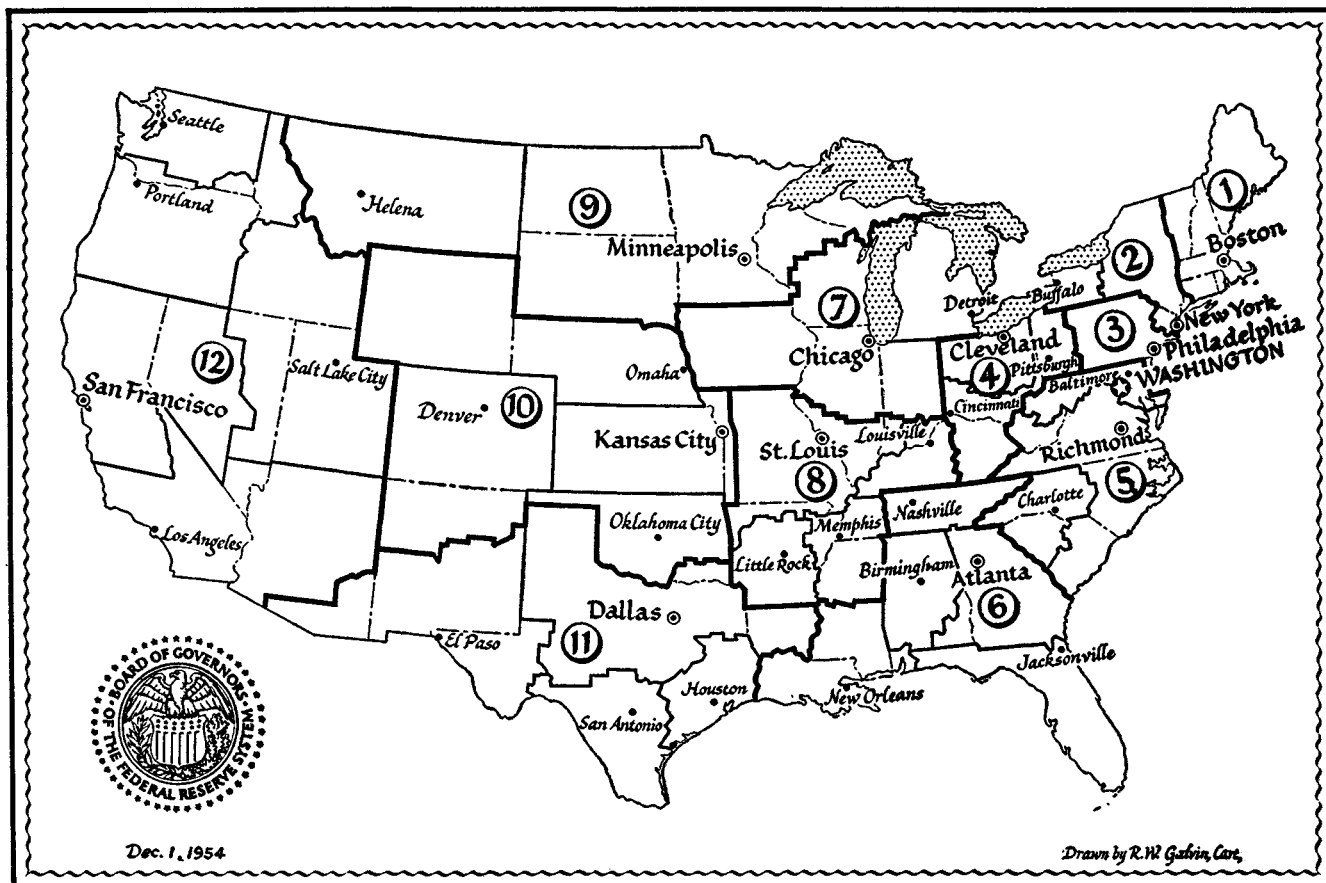 Seattle
Portland
Helena
9
Minneapolis
1
Boston
2
Detroit
Buffalo
7
Chicago
New York
3
Philadelphia
Cleveland
Pittsburgh
WASHINGTON
Baltimore
4
Cincinnati
12
Salt Lake City
San Francisco
Omaha
Denver
10
Kansas City
St. Louis
Louisville
Richmond
8
5
Los Angeles
Oklahoma City
Memphis
Nashville
Charlotte
Little Rock
Birmingham
Atlanta
6
Dallas
11
El Paso
Houston
San Antonio
New Orleans
Jacksonville
BOARD OF GOVERNORS
OF THE FEDERAL RESERVE SYSTEM
Dec. 1, 1954
Drawn by R.W. Galvin, Cart.